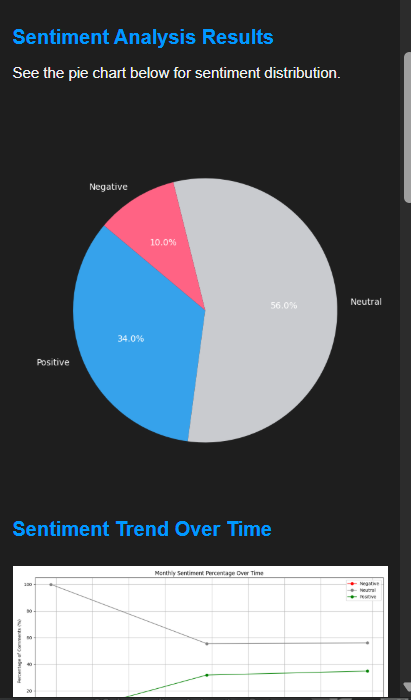 Sentiment Analysis Results
See the pie chart below for sentiment distribution.
Negative
10.0%
56.0%
Neutral
34.0%
Positive
Sentiment Trend Over Time
Monthly Sentiment Percentage Over Time
Negative
Neutral
Positive
Percentage of Comments (%)
100
80
60
40
20